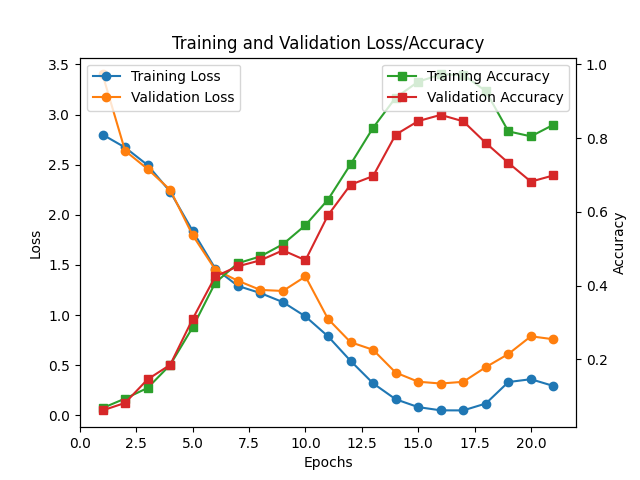 Training and Validation Loss/Accuracy
Training Loss
Validation Loss
Training Accuracy
Validation Accuracy
3.5
3.0
2.5
2.0
1.5
1.0
0.5
0.0
Loss
1.0
0.8
0.6
0.4
0.2
Accuracy
0.0 2.5 5.0 7.5 10.0 12.5 15.0 17.5 20.0
Epochs